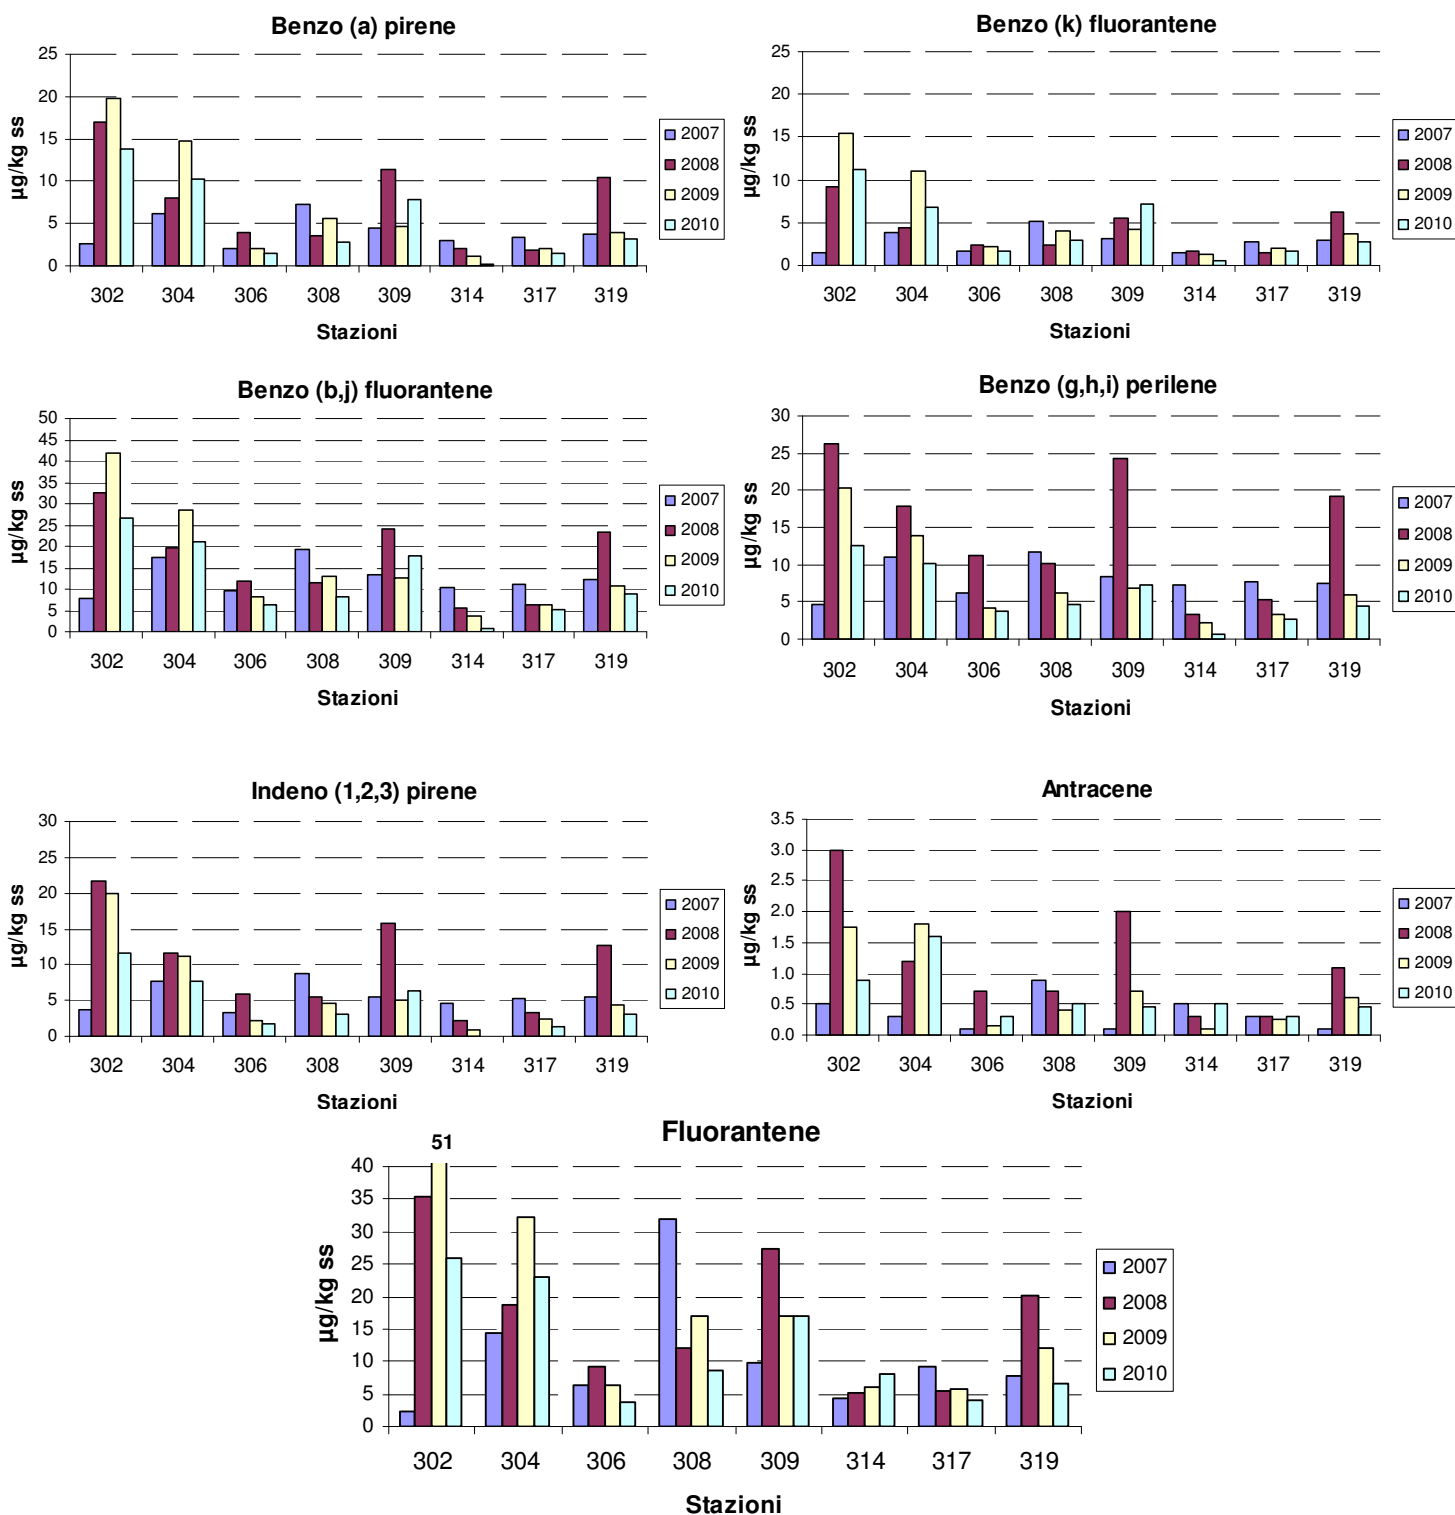 Benzo (a) pirene
25
20
15
10
5
0
µg/kg ss
302 304 306 308 309 314 317 319
Stazioni
2007
2008
2009
2010
Benzo (k) fluorantene
25
20
15
10
5
0
µg/kg ss
302 304 306 308 309 314 317 319
Stazioni
2007
2008
2009
2010
Benzo (b,j) fluorantene
50
45
40
35
30
25
20
15
10
5
0
µg/kg ss
302 304 306 308 309 314 317 319
Stazioni
2007
2008
2009
2010
Benzo (g,h,i) perilene
30
25
20
15
10
5
0
µg/kg ss
302 304 306 308 309 314 317 319
Stazioni
2007
2008
2009
2010
Indeno (1,2,3) pirene
30
25
20
15
10
5
0
µg/kg ss
302 304 306 308 309 314 317 319
Stazioni
2007
2008
2009
2010
Antracene
3.5
3.0
2.5
2.0
1.5
1.0
0.5
0.0
µg/kg ss
302 304 306 308 309 314 317 319
Stazioni
2007
2008
2009
2010
Fluorantene
51
40
35
30
25
20
15
10
5
0
µg/kg ss
302 304 306 308 309 314 317 319
Stazioni
2007
2008
2009
2010